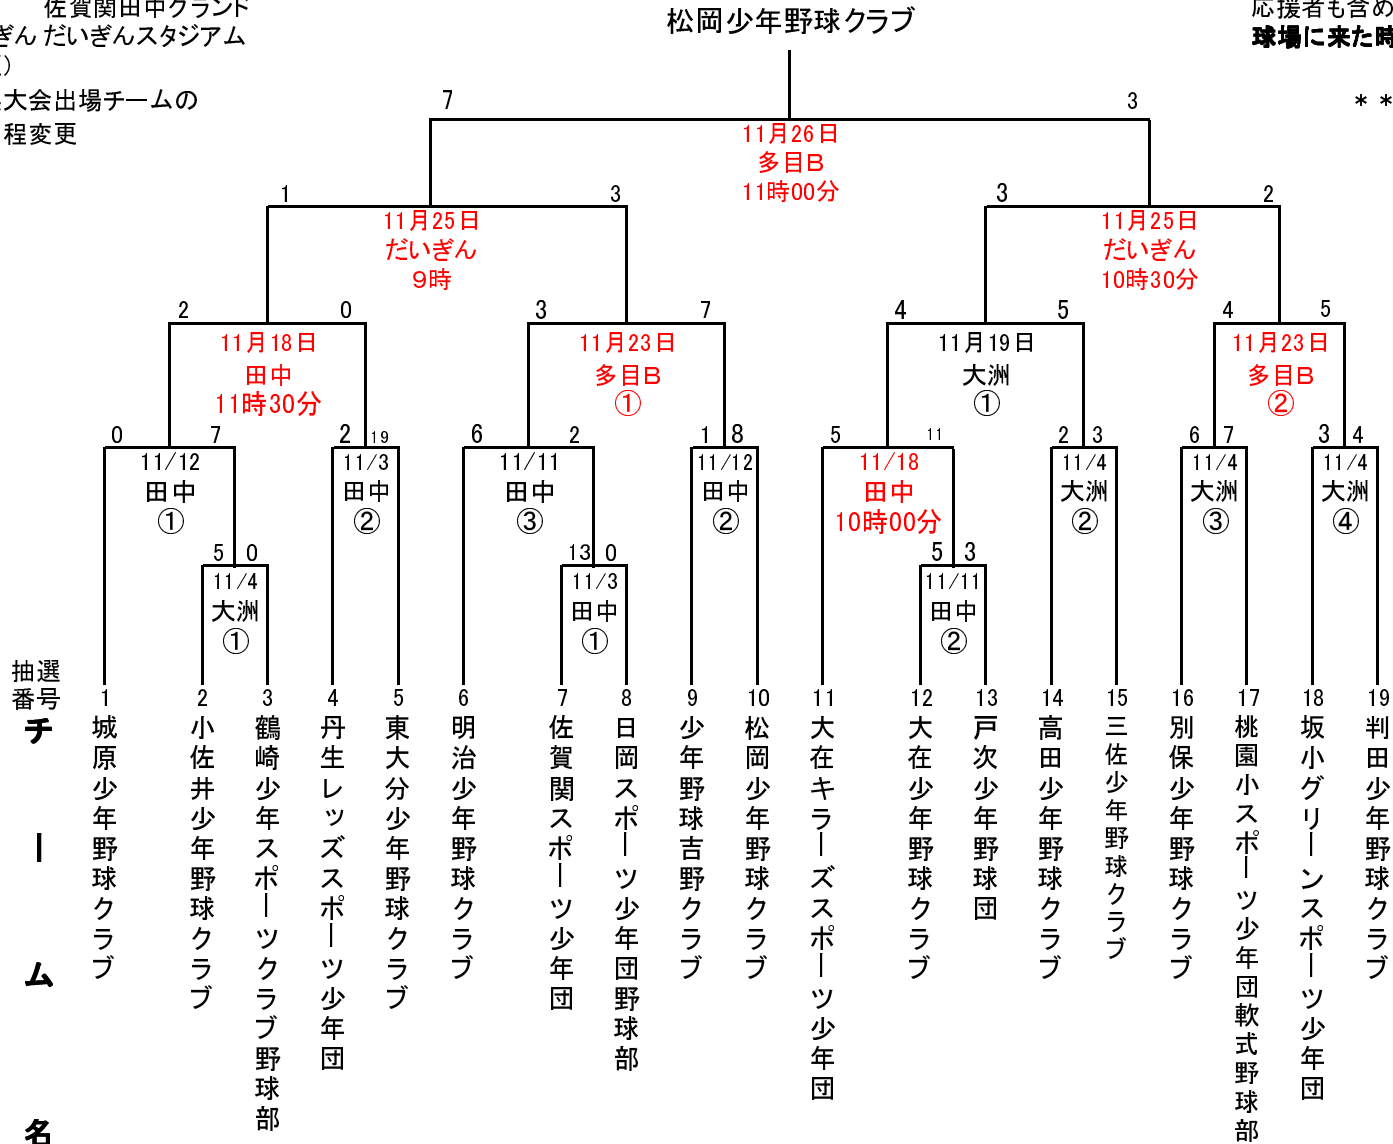 佐賀関田中グランド
ぎん だいぎんスタジアム
大会出場チームの
程変更
松岡少年野球クラブ
応援者も含め
球場に来た時
＊＊
7
3
11月26日
多目B
11時00分
1
3
3
2
11月25日
だいぎん
9時
11月25日
だいぎん
10時30分
2
0
3
7
4
5
4
5
11月18日
田中
11時30分
11月23日
多目B
①
11月19日
大洲
①
11月23日
多目B
②
0
7
2
19
6
2
1
8
5
11
2
3
6
7
3
4
11/12
田中
①
11/3
田中
②
11/11
田中
③
11/12
田中
②
11/18
田中
10時00分
11/4
大洲
②
11/4
大洲
③
11/4
大洲
④
5
0
13
0
5
3
11/4
大洲
①
11/3
田中
①
11/11
田中
②
抽選
番号
1
2
3
4
5
6
7
8
9
10
11
12
13
14
15
16
17
18
19
チーム名
城原少年野球クラブ
小佐井少年野球クラブ
鶴崎少年スポーツクラブ野球部
丹生レッズスポーツ少年団
東大分少年野球クラブ
明治少年野球クラブ
佐賀関スポーツ少年団
日岡スポーツ少年団野球部
少年野球吉野クラブ
松岡少年野球クラブ
大在キラーズスポーツ少年団
大在少年野球クラブ
戸次少年野球団
高田少年野球クラブ
三佐少年野球クラブ
別保少年野球クラブ
桃園小スポーツ少年団軟式野球部
坂小グリーンスポーツ少年団
判田少年野球クラブ